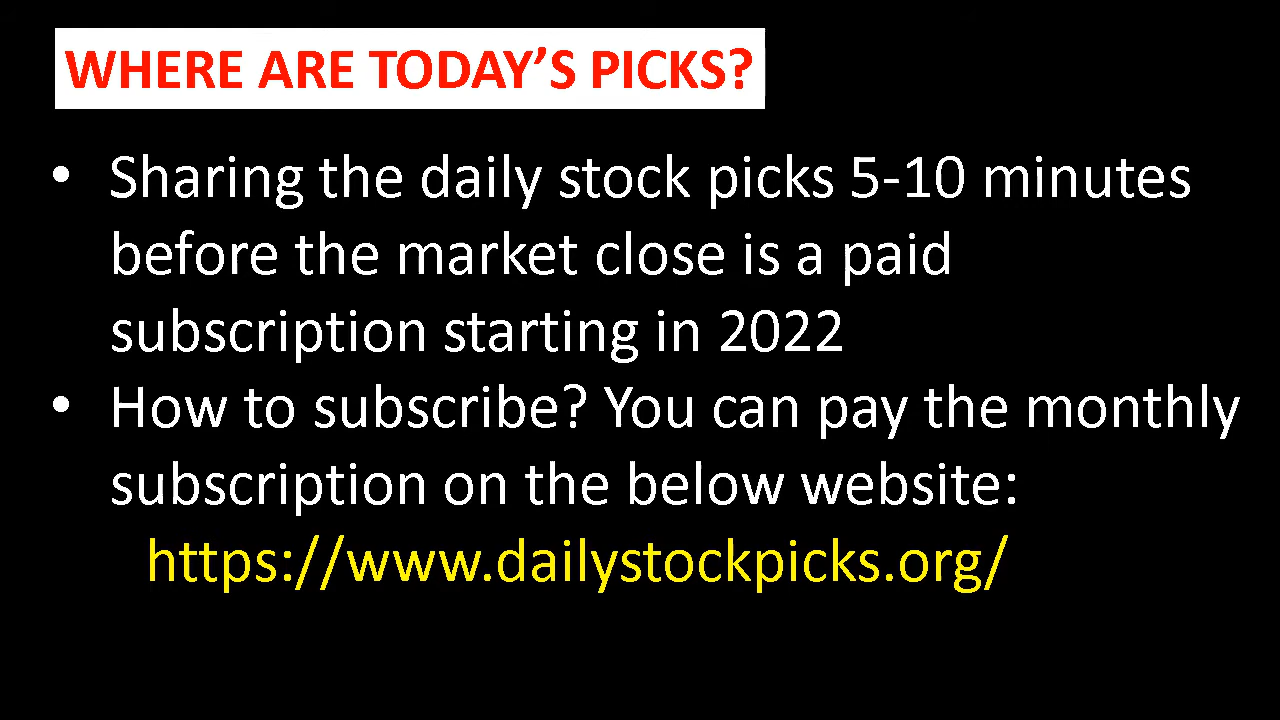 WHERE ARE TODAY’S PICKS?
• Sharing the daily stock picks 5-10 minutes
before the market close is a paid
subscription starting in 2022
• How to subscribe? You can pay the monthly
subscription on the below website:
https://www.dailystockpicks.org/